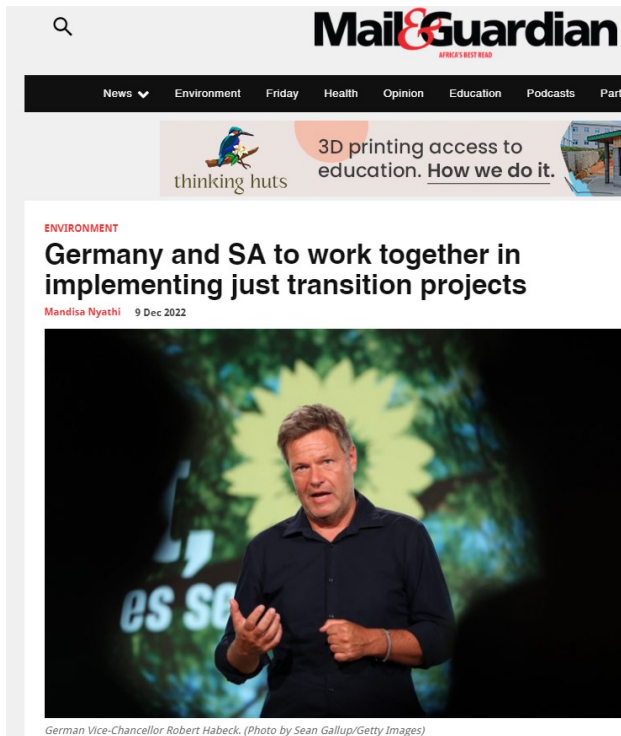 Mail&Guardian
AFRICA'S BEST READ
News Environment Friday Health Opinion Education Podcasts
thinking huts
3D printing access to
education. How we do it.
ENVIRONMENT
Germany and SA to work together in
implementing just transition projects
Mandisa Nyathi 9 Dec 2022
es se
German Vice-Chancellor Robert Habeck. (Photo by Sean Gallup/Getty Images)